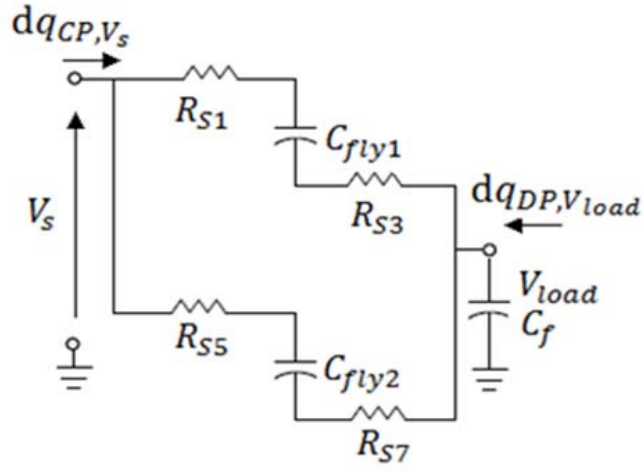 dq_{CP,V_s}
R_{S1}
C_{fly1}
R_{S3}
dq_{DP,V_{load}}
V_s
V_{load}
C_f
R_{S5}
C_{fly2}
R_{S7}